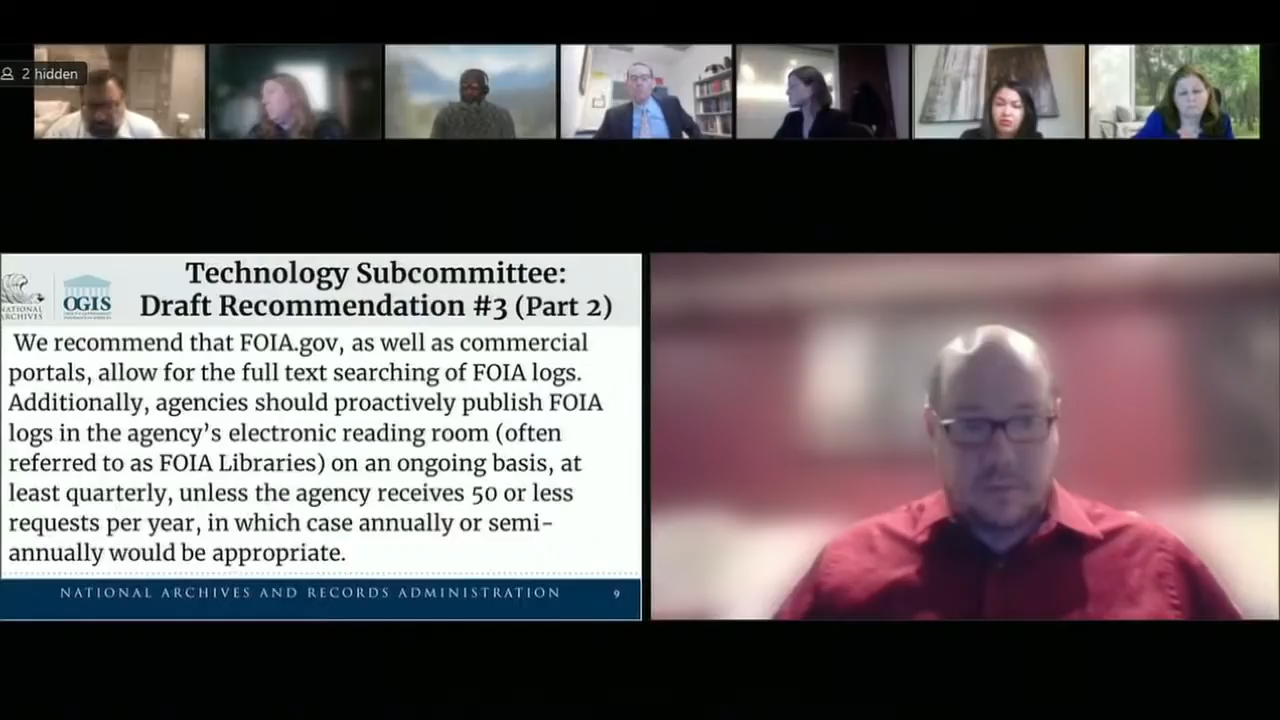 2 hidden
Technology Subcommittee:
Draft Recommendation #3 (Part 2)
NATIONAL
ARCHIVES
OGIS
We recommend that FOIA.gov, as well as commercial
portals, allow for the full text searching of FOIA logs.
Additionally, agencies should proactively publish FOIA
logs in the agency's electronic reading room (often
referred to as FOIA Libraries) on an ongoing basis, at
least quarterly, unless the agency receives 50 or less
requests per year, in which case annually or semi-
annually would be appropriate.
NATIONAL ARCHIVES AND RECORDS ADMINISTRATION
9